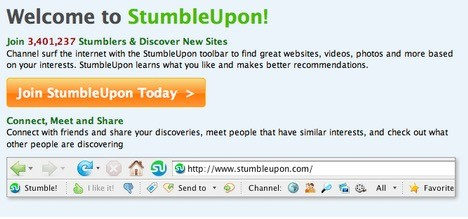 Welcome to StumbleUpon!
Join 3,401,237 Stumblers & Discover New Sites
Channel surf the internet with the StumbleUpon toolbar to find great websites, videos, photos and more based
on your interests. StumbleUpon learns what you like and makes better recommendations.
Join StumbleUpon Today >
Connect, Meet and Share
Connect with friends and share your discoveries, meet people that have similar interests, and check out what
other people are discovering
SU http://www.stumbleupon.com/
SU Stumble! I like it! Send to Channel: All Favorite